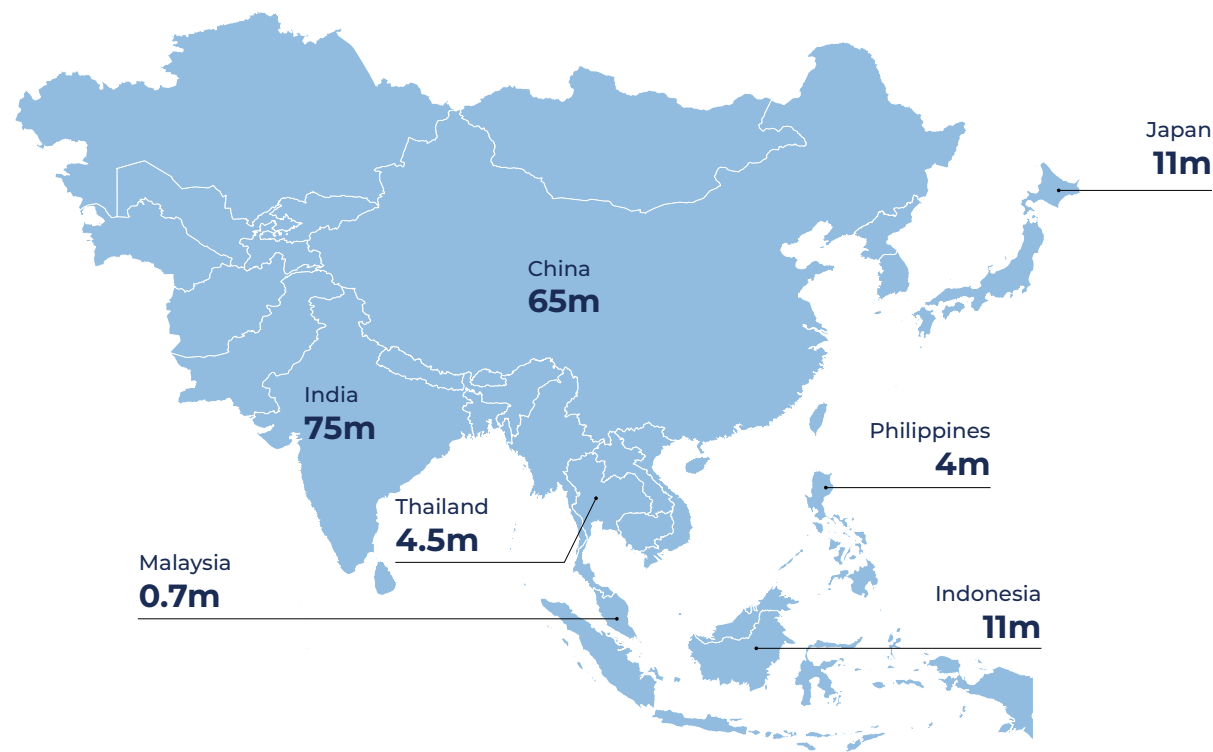 Japan
11m
China
65m
India
75m
Philippines
4m
Thailand
4.5m
Malaysia
0.7m
Indonesia
11m